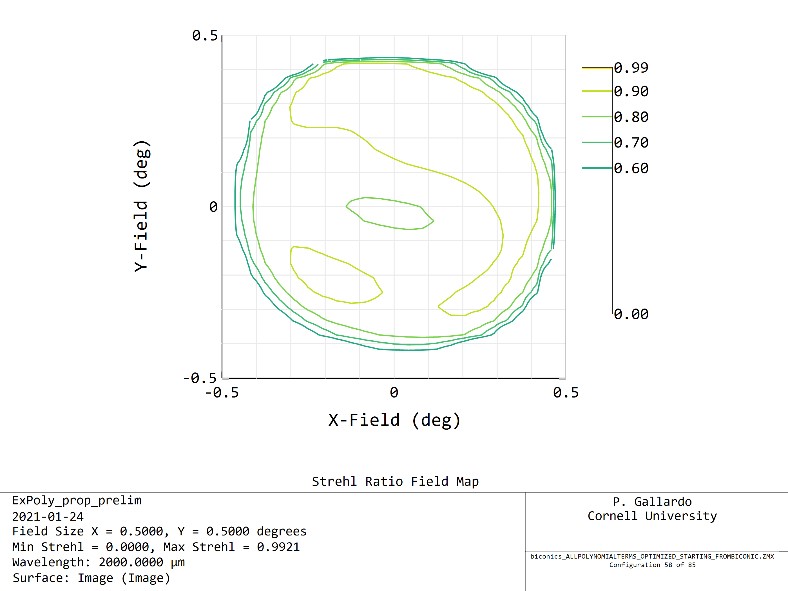 0.5
0
-0.5
-0.5
0
0.5
Y-Field (deg)
X-Field (deg)
0.99
0.90
0.80
0.70
0.60
0.00
Strehl Ratio Field Map
ExPoly_prop_prelim
2021-01-24
Field Size X = 0.5000, Y = 0.5000 degrees
Min Strehl = 0.0000, Max Strehl = 0.9921
Wavelength: 2000.0000 µm
Surface: Image (Image)
P. Gallardo
Cornell University
biconics_ALLPOLYNOMIALTERMS_OPTIMIZED_STARTING_FROMBICONIC.ZMX
Configuration 58 of 85